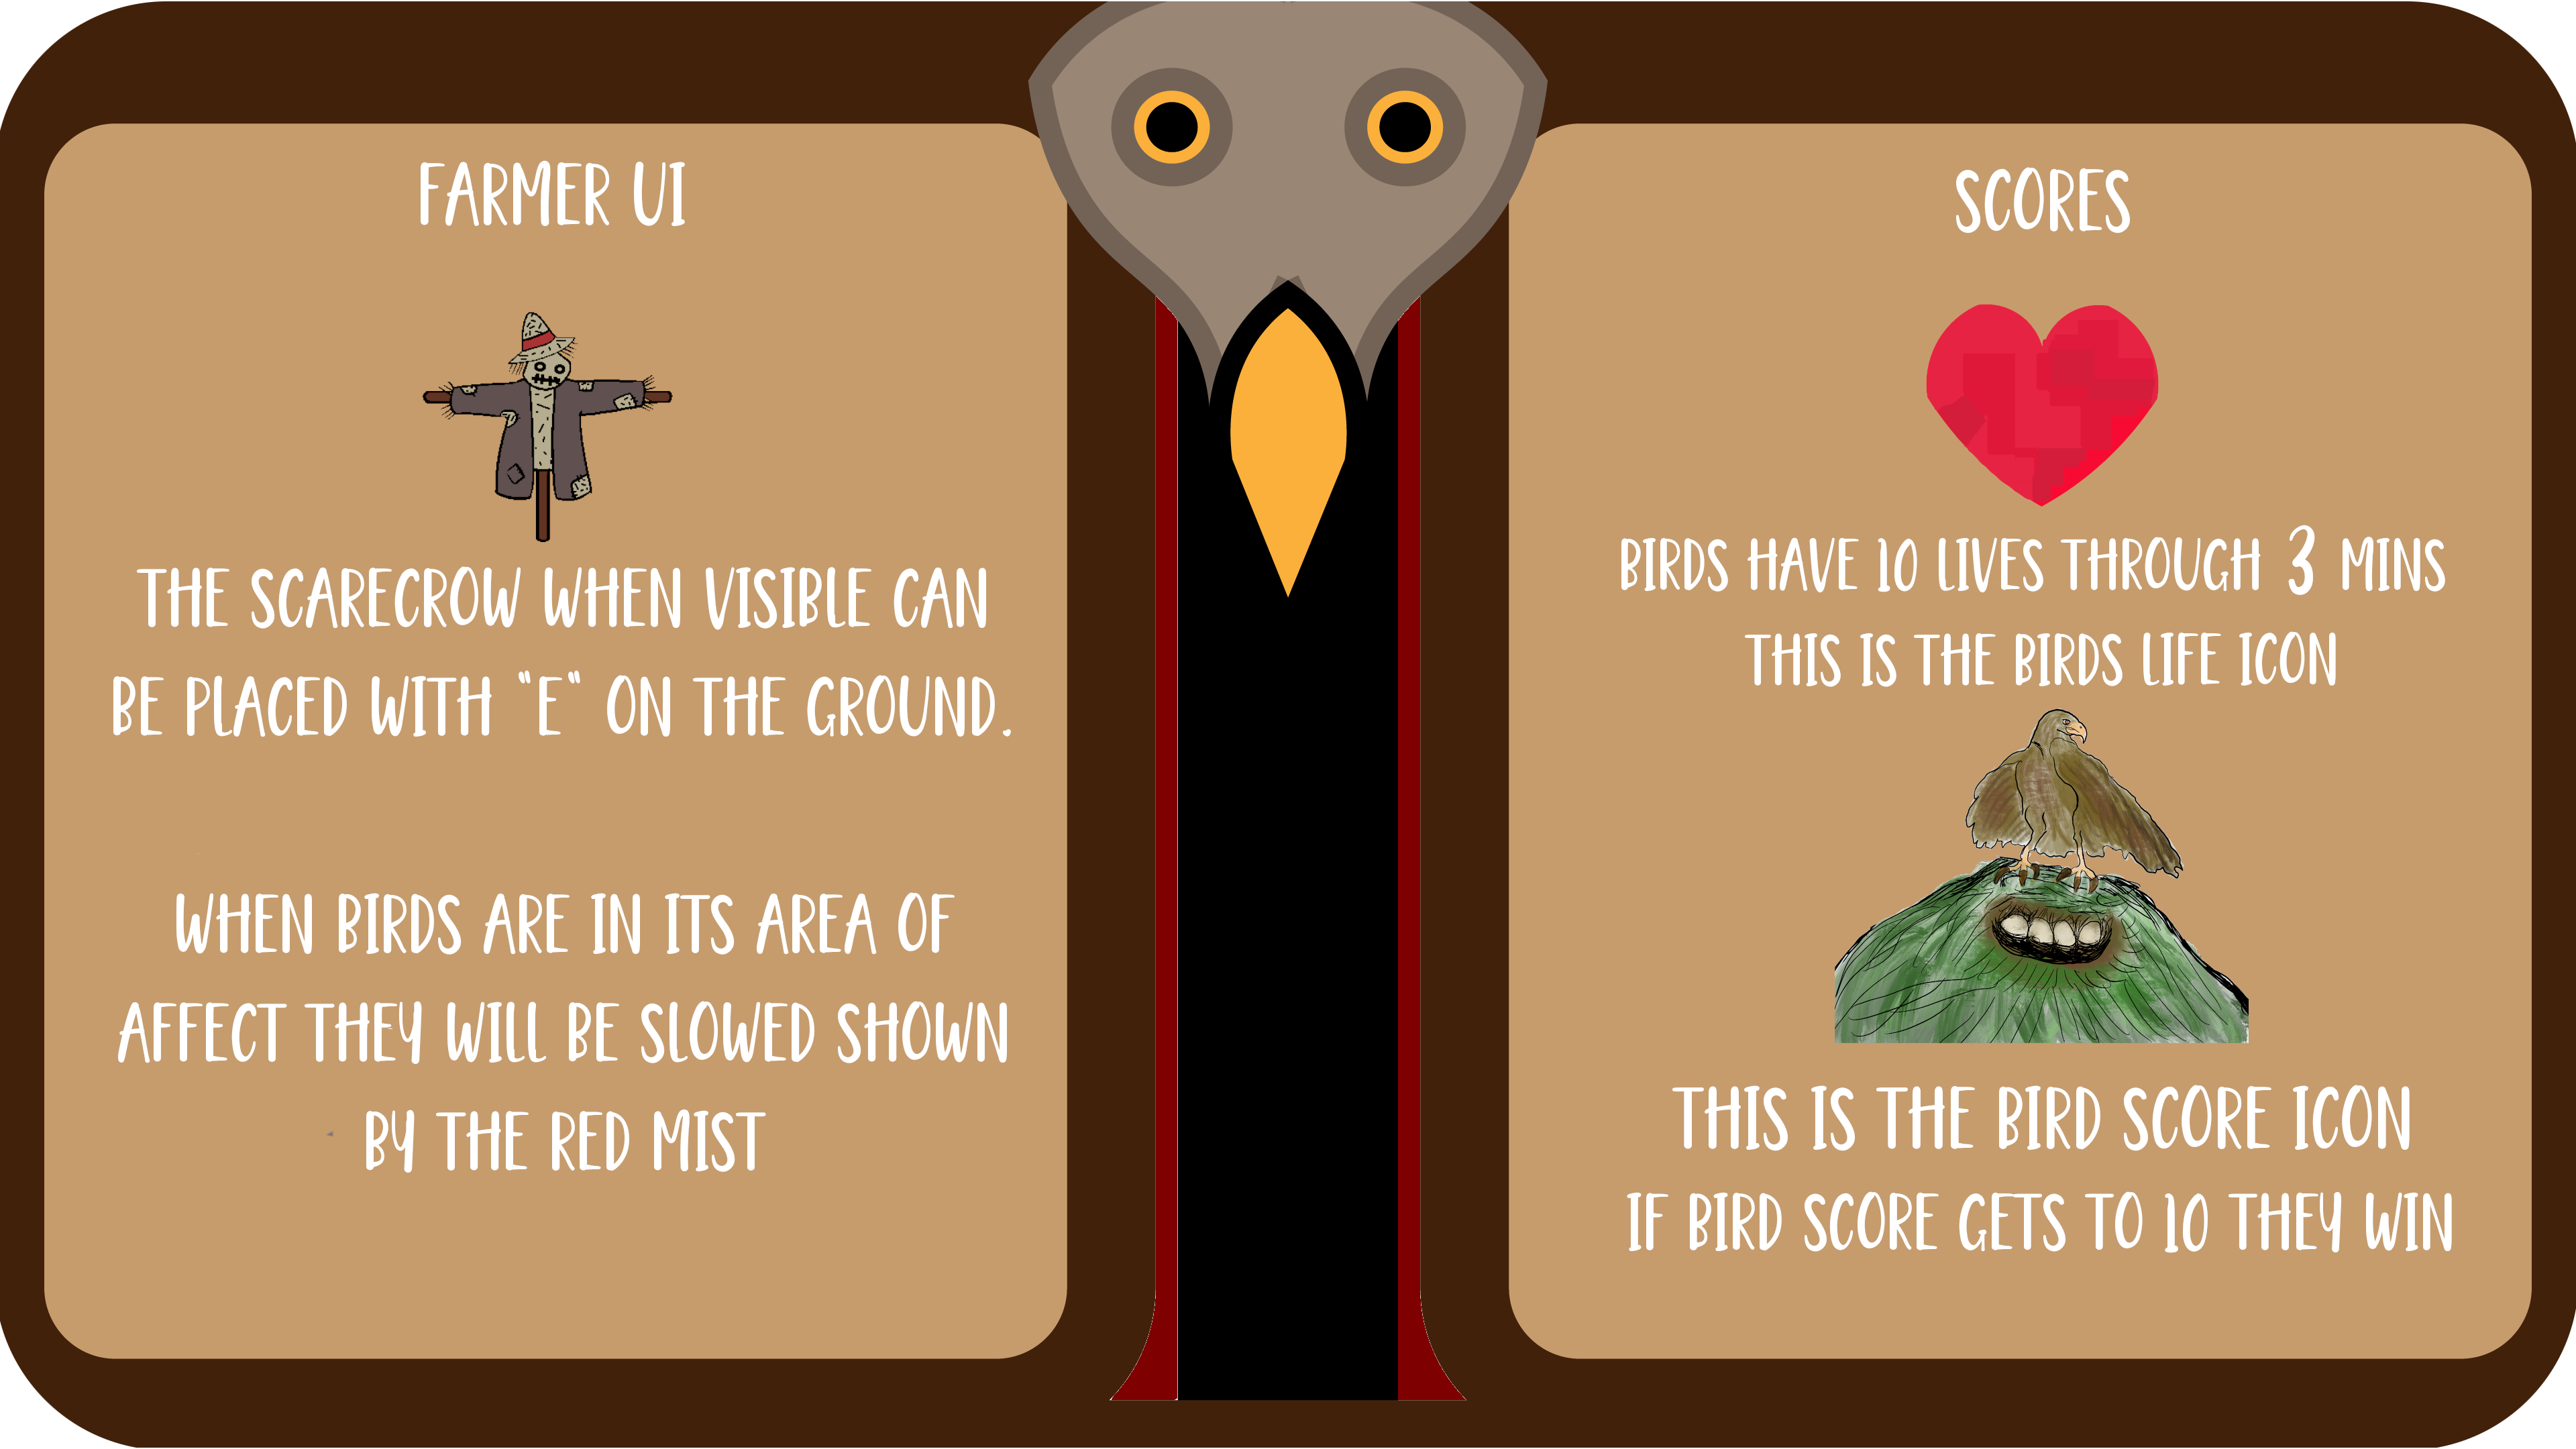 FARMER UI
THE SCARECROW WHEN VISIBLE CAN
BE PLACED WITH "E" ON THE GROUND.
WHEN BIRDS ARE IN ITS AREA OF
AFFECT THEY WILL BE SLOWED SHOWN
BY THE RED MIST
SCORES
BIRDS HAVE 10 LIVES THROUGH 3 MINS
THIS IS THE BIRDS LIFE ICON
THIS IS THE BIRD SCORE ICON
IF BIRD SCORE GETS TO 10 THEY WIN